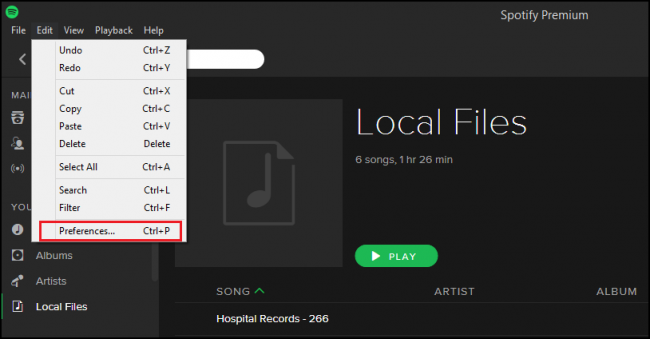 Spotify Premium
File Edit View Playback Help
Undo Ctrl+Z
Redo Ctrl+Y
Cut Ctrl+X
Copy Ctrl+C
Paste Ctrl+V
Delete Delete
Select All Ctrl+A
Search Ctrl+L
Filter Ctrl+F
Preferences... Ctrl+P
MAI
YOU
Albums
Artists
Local Files
Local Files
6 songs, 1 hr 26 min
PLAY
SONG ARTIST ALBUM
Hospital Records - 266